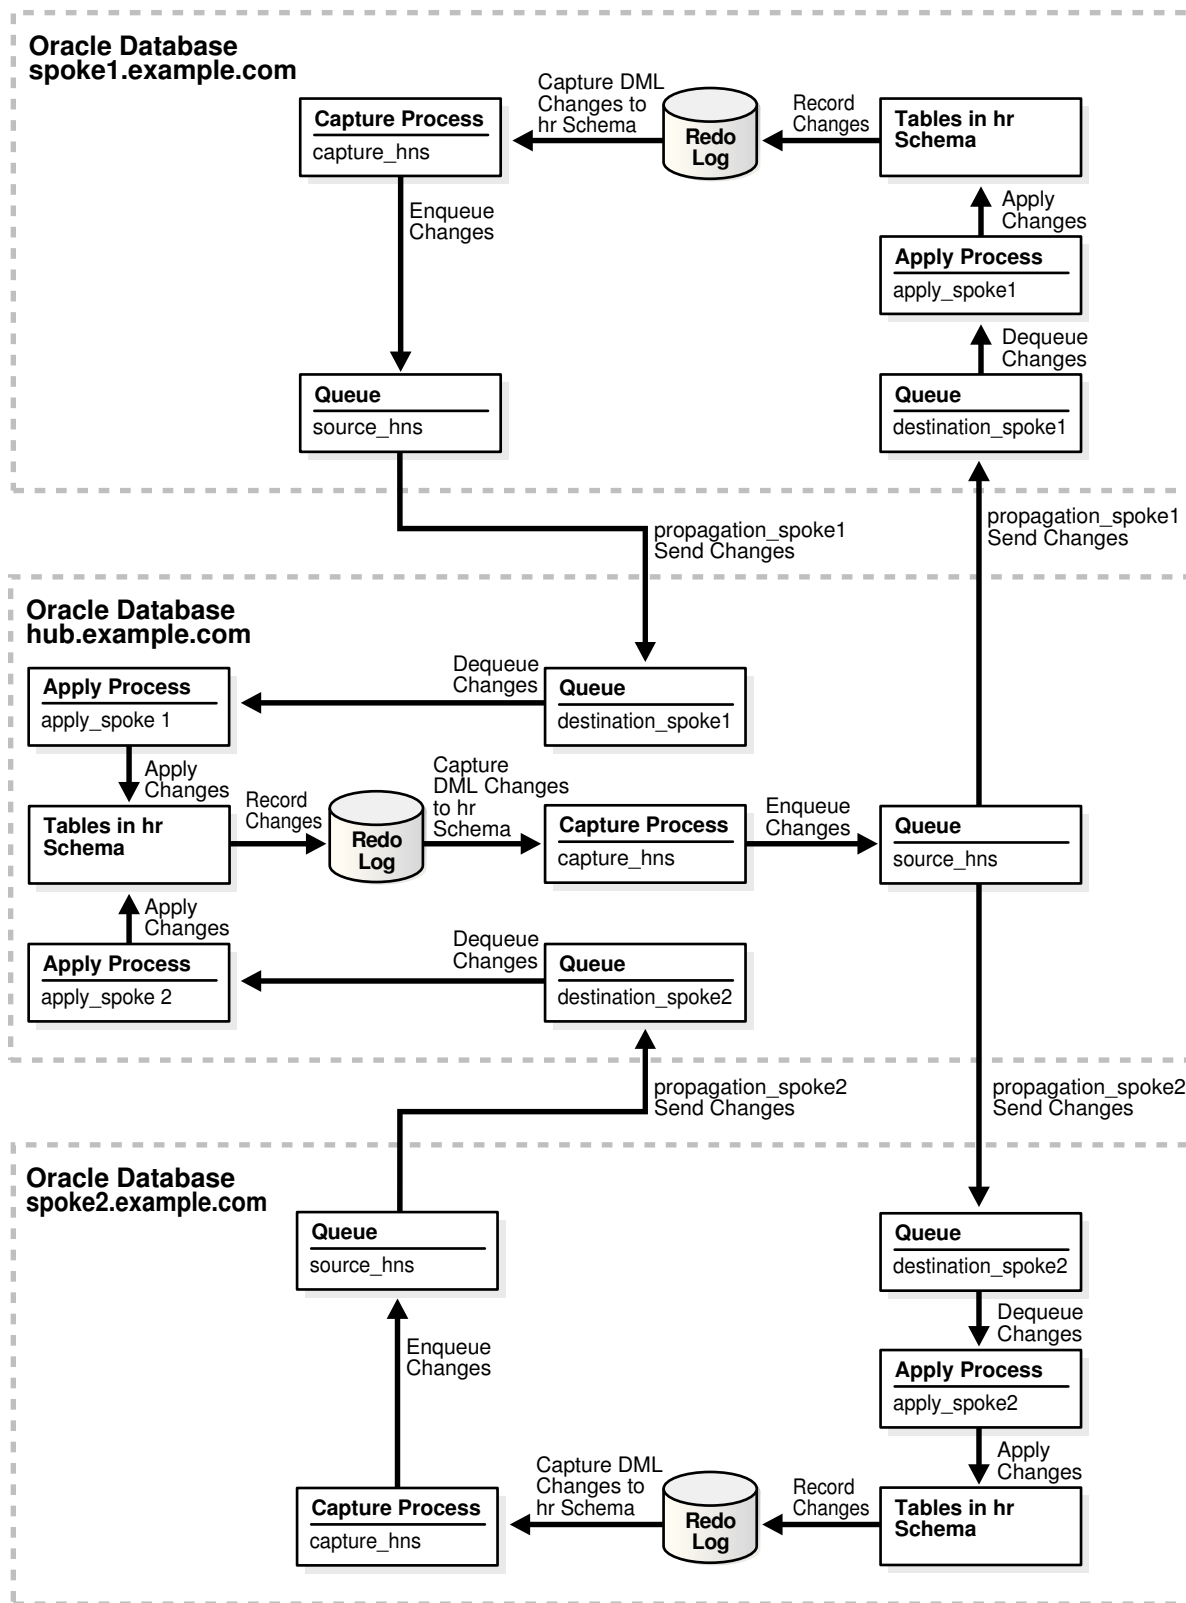 Oracle Database
spoke1.example.com
Capture Process
capture_hns
Capture DML
Changes to
hr Schema
Redo
Log
Record
Changes
Tables in hr
Schema
Enqueue
Changes
Apply
Changes
Apply Process
apply_spoke1
Dequeue
Changes
Queue
source_hns
Queue
destination_spoke1
propagation_spoke1
Send Changes
propagation_spoke1
Send Changes
Oracle Database
hub.example.com
Apply Process
apply_spoke 1
Dequeue
Changes
Queue
destination_spoke1
Apply
Changes
Tables in hr
Schema
Record
Changes
Redo
Log
Capture
DML Changes
to hr
Schema
Capture Process
capture_hns
Enqueue
Changes
Queue
source_hns
Apply
Changes
Apply Process
apply_spoke 2
Dequeue
Changes
Queue
destination_spoke2
propagation_spoke2
Send Changes
propagation_spoke2
Send Changes
Oracle Database
spoke2.example.com
Queue
source_hns
Queue
destination_spoke2
Enqueue
Changes
Dequeue
Changes
Apply Process
apply_spoke2
Apply
Changes
Capture Process
capture_hns
Capture DML
Changes to
hr Schema
Redo
Log
Record
Changes
Tables in hr
Schema